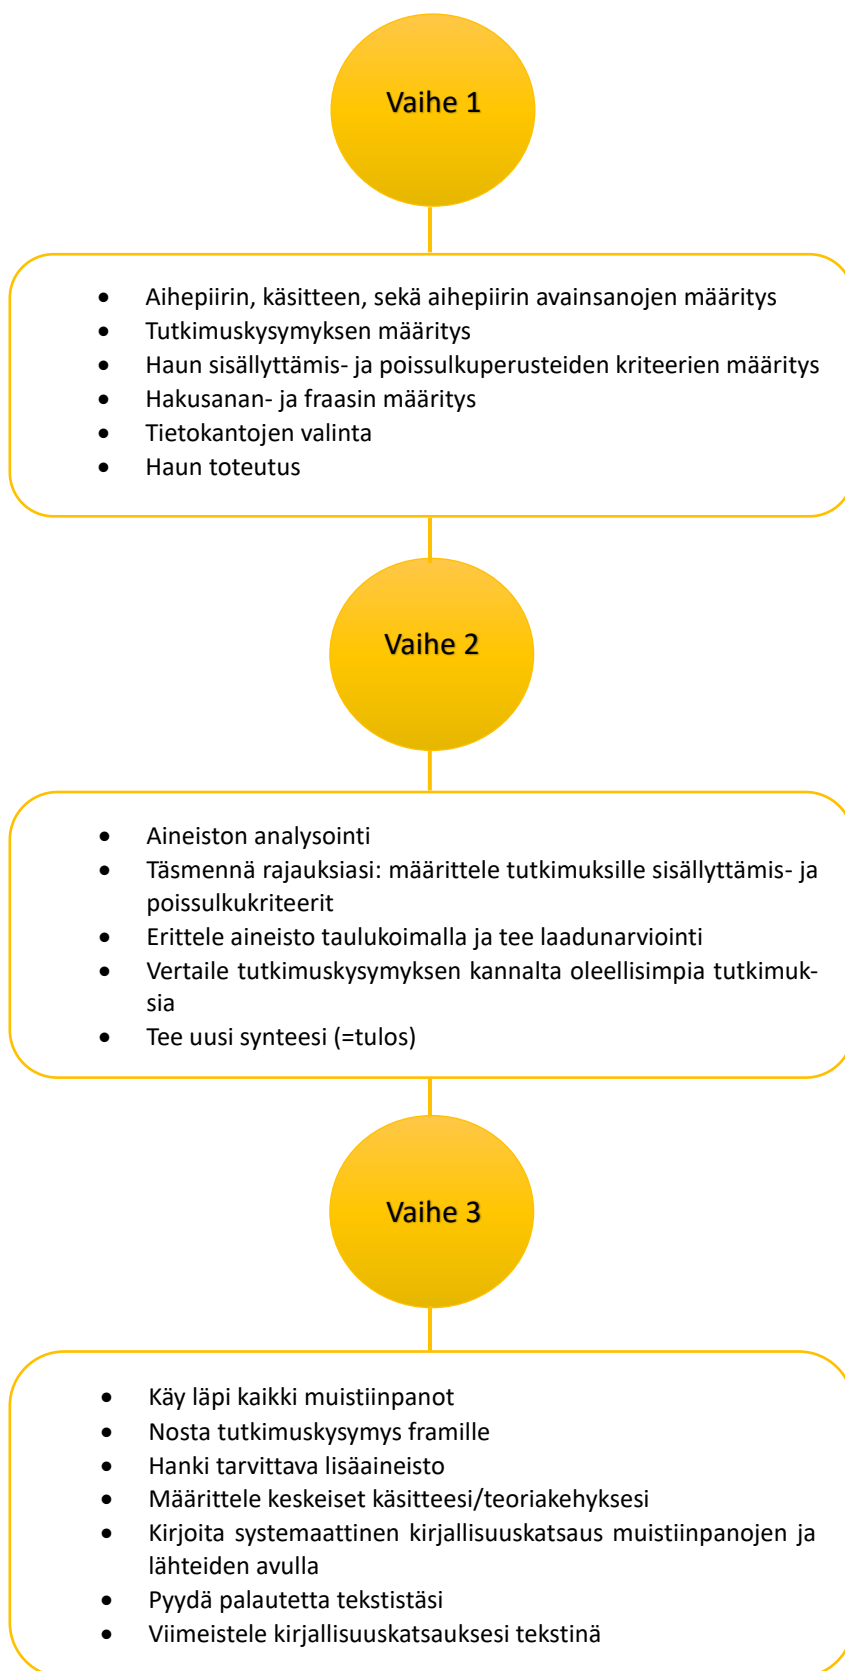 Vaihe 1
• Aihepiirin, käsitteen, sekä aihepiirin avainsanojen määritys
• Tutkimuskysymyksen määritys
• Haun sisällyttämis- ja poissulkuperusteiden kriteerien määritys
• Hakusanan- ja fraasin määritys
• Tietokantojen valinta
• Haun toteutus
Vaihe 2
• Aineiston analysointi
• Täsmennä rajauksiasi: määrittele tutkimuksille sisällyttämis- ja
poissulkukriteerit
• Erittele aineisto taulukoimalla ja tee laadunarviointi
• Vertaile tutkimuskysymyksen kannalta oleellisimpia tutkimuk-
sia
• Tee uusi synteesi (=tulos)
Vaihe 3
• Käy läpi kaikki muistiinpanot
• Nosta tutkimuskysymys framille
• Hanki tarvittava lisäaineisto
• Määrittele keskeiset käsitteesi/teoriakehyksesi
• Kirjoita systemaattinen kirjallisuuskatsaus muistiinpanojen ja
lähteiden avulla
• Pyydä palautetta tekstistäsi
• Viimeistele kirjallisuuskatsauksesi tekstinä